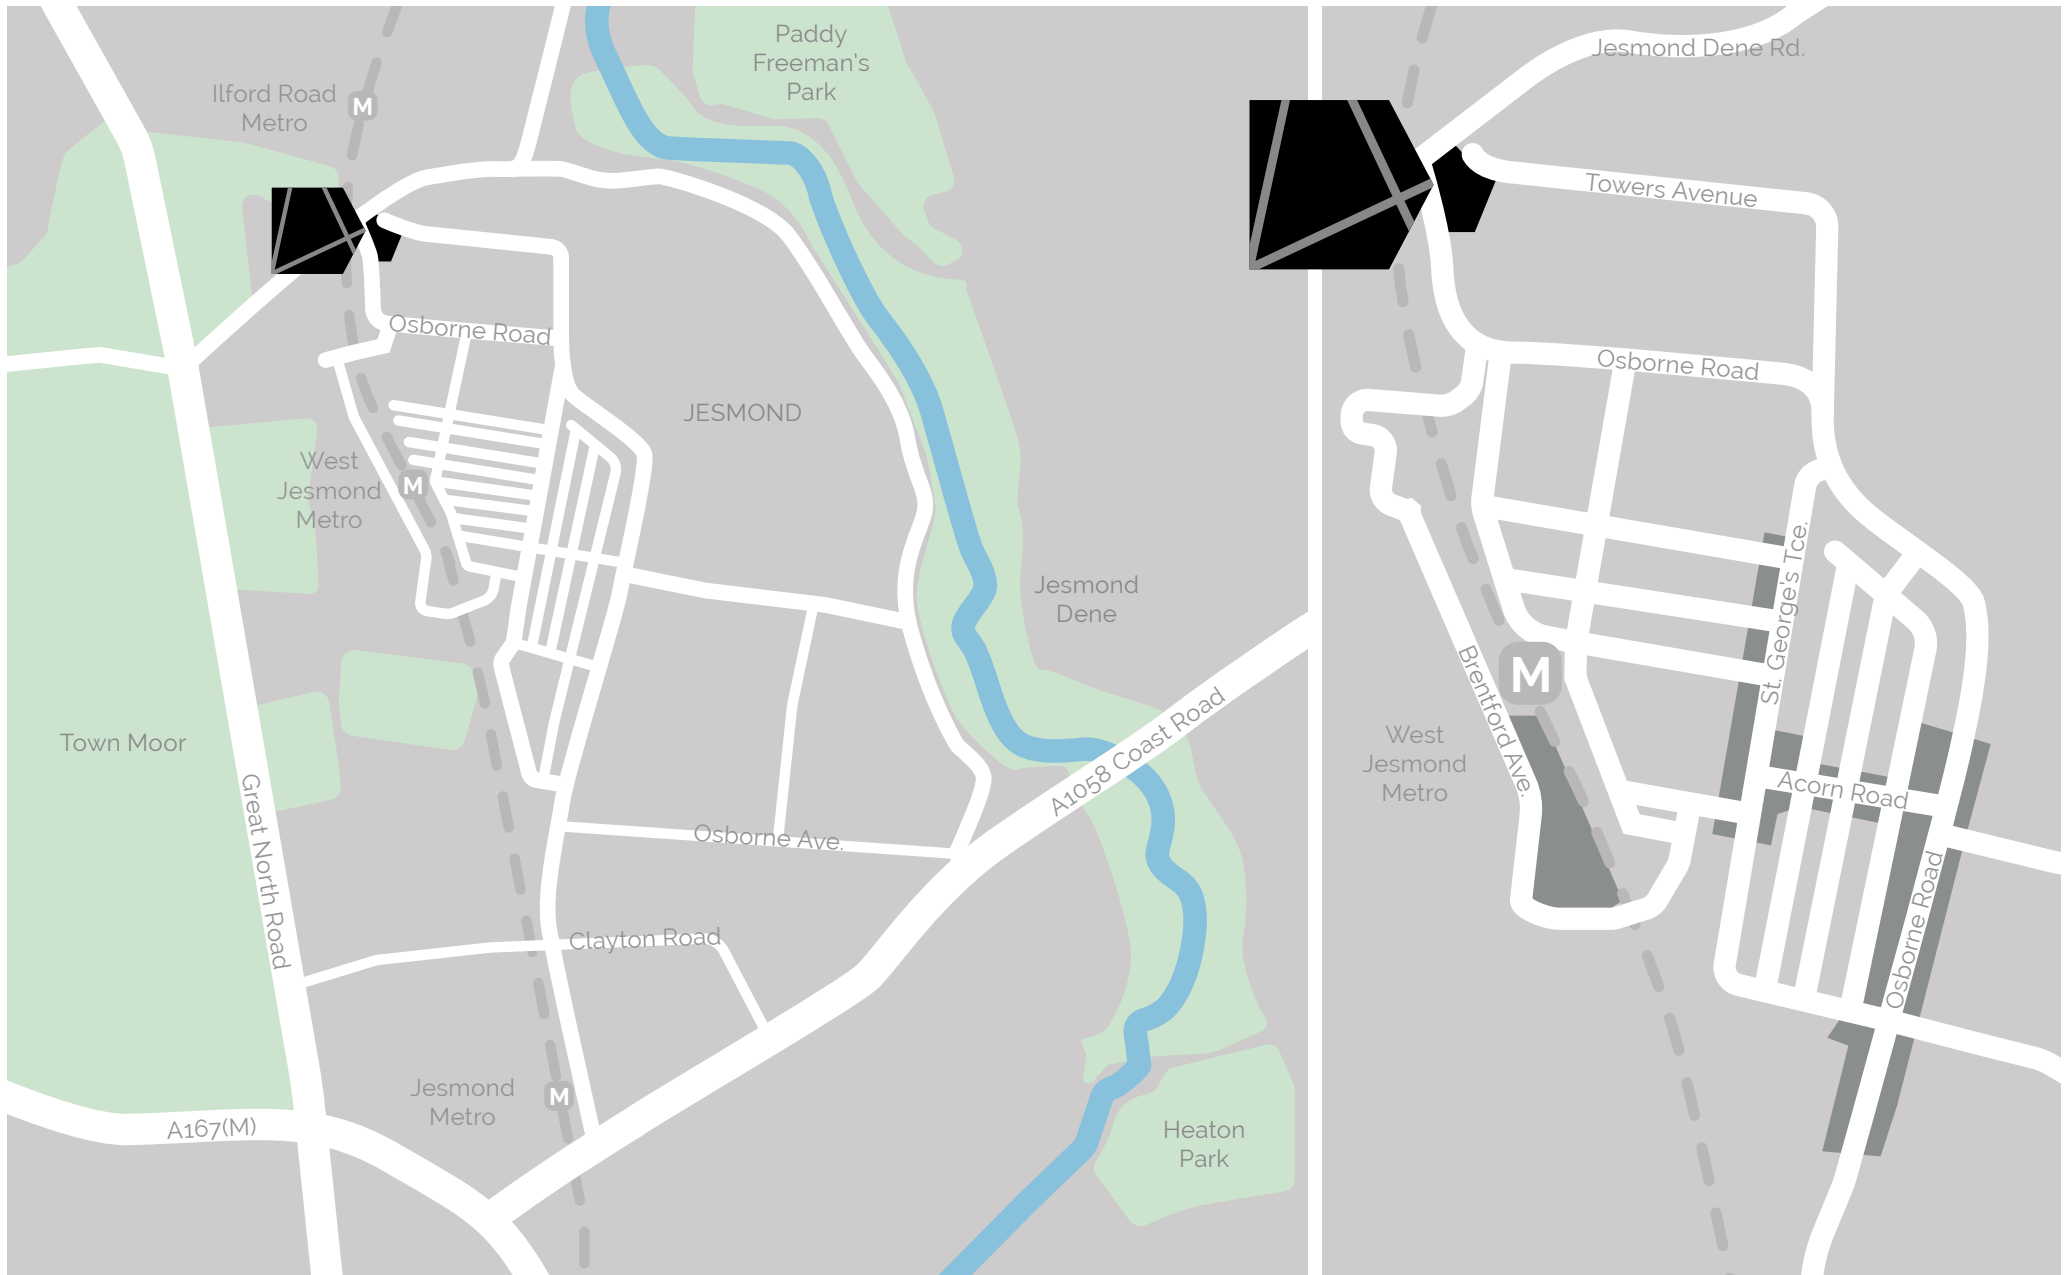 Paddy
Freeman's
Park
Ilford Road
Metro
M
Osborne Road
JESMOND
West
Jesmond
Metro
M
Jesmond
Dene
Town Moor
A1058 Coast Road
Great North Road
Osborne Ave.
Clayton Road
Jesmond
Metro
M
A167(M)
Heaton
Park
Jesmond Dene Rd.
Towers Avenue
Osborne Road
St. George's Tce.
M
Brentford Ave.
West
Jesmond
Metro
Acorn Road
Osborne Road